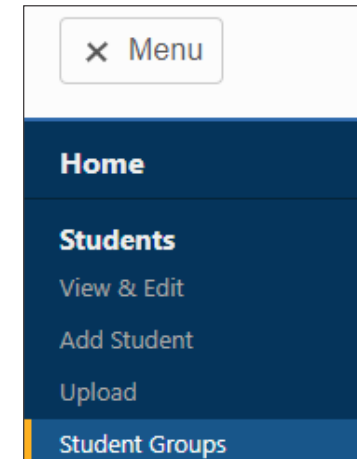 × Menu
Home
Students
View & Edit
Add Student
Upload
Student Groups